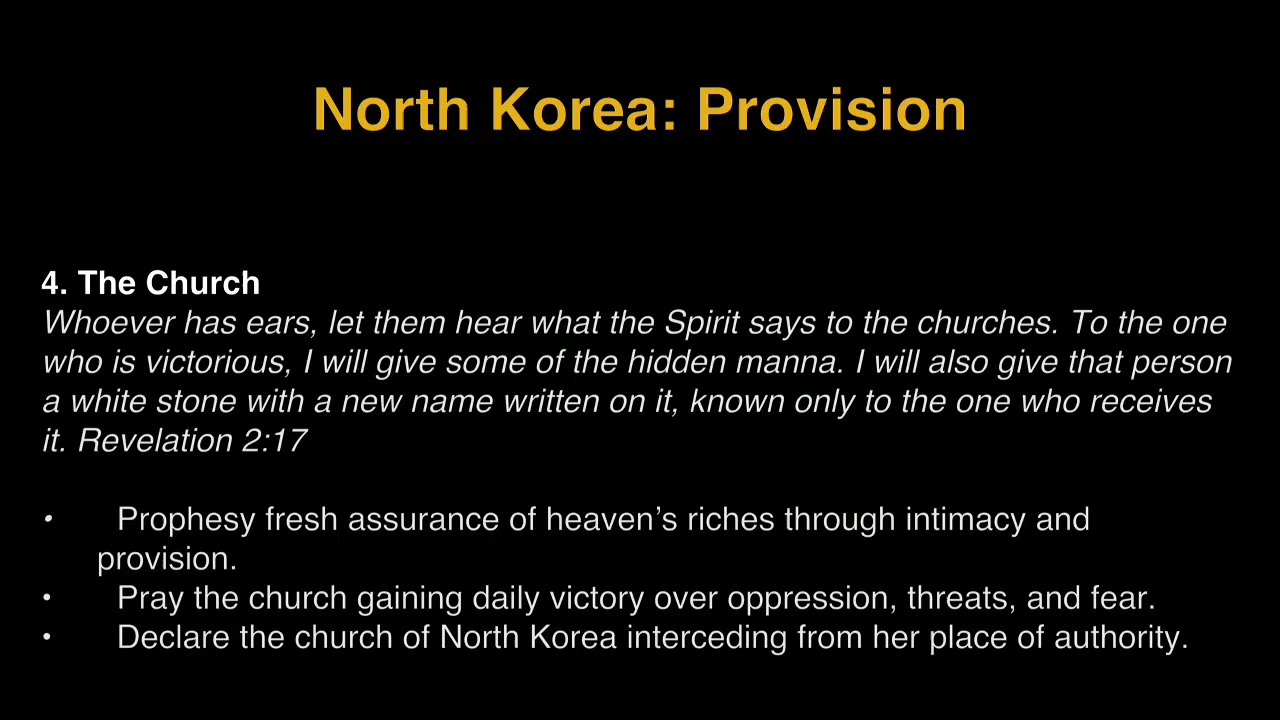 North Korea: Provision
4. The Church
Whoever has ears, let them hear what the Spirit says to the churches. To the one
who is victorious, I will give some of the hidden manna. I will also give that person
a white stone with a new name written on it, known only to the one who receives
it. Revelation 2:17
• Prophesy fresh assurance of heaven’s riches through intimacy and
provision.
• Pray the church gaining daily victory over oppression, threats, and fear.
• Declare the church of North Korea interceding from her place of authority.